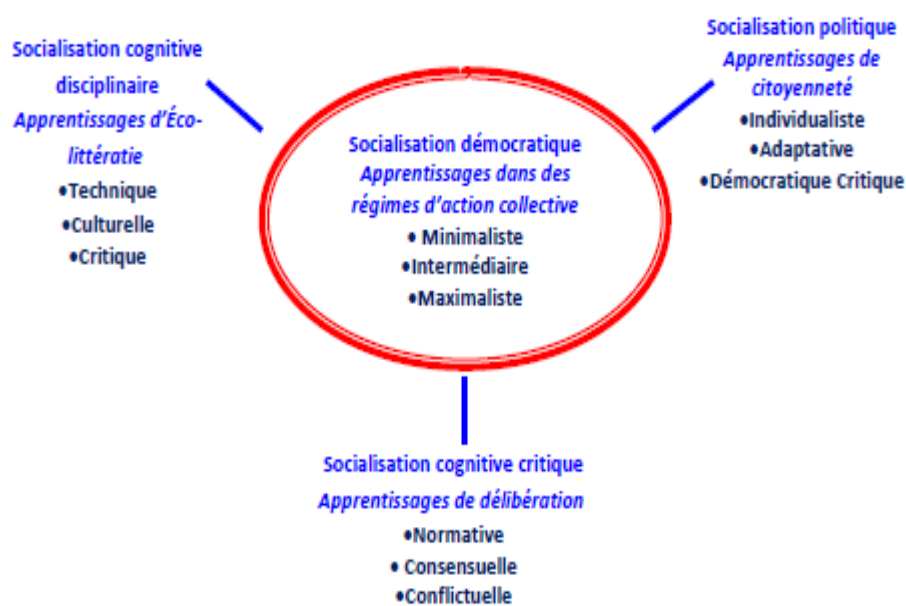 Socialisation cognitive
disciplinaire
Apprentissages d'Éco-
littératie
•Technique
•Culturelle
•Critique
Socialisation politique
Apprentissages de
citoyenneté
•Individualiste
•Adaptative
•Démocratique Critique
Socialisation démocratique
Apprentissages dans des
régimes d'action collective
• Minimaliste
•Intermédiaire
•Maximaliste
Socialisation cognitive critique
Apprentissages de délibération
•Normative
• Consensuelle
•Conflictuelle